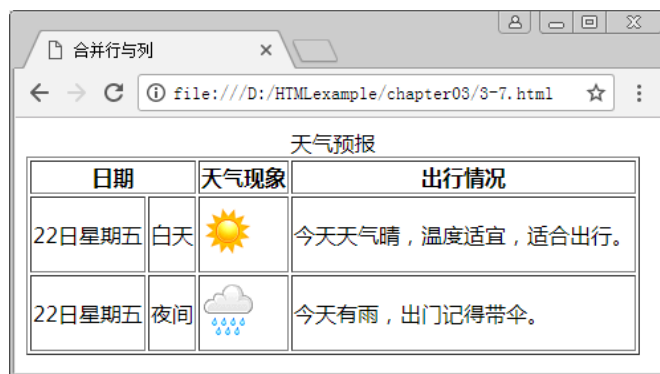 合并行与列
file:///D:/HTMLexample/chapter03/3-7.html
天气预报
日期 天气现象 出行情况
22日星期五 白天 今天天气晴，温度适宜，适合出行。
22日星期五 夜间 今天有雨，出门记得带伞。